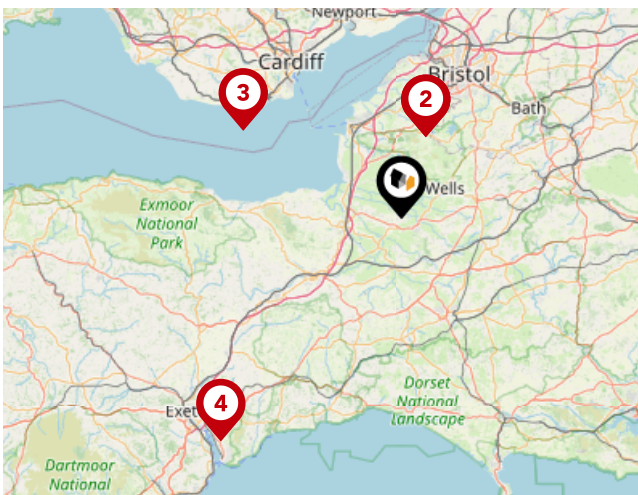 Newport
Cardiff
3
Bristol
2
Bath
Wells
Exmoor
National
Park
Dorset
National
Landscape
4
Exet
Dartmoor
National